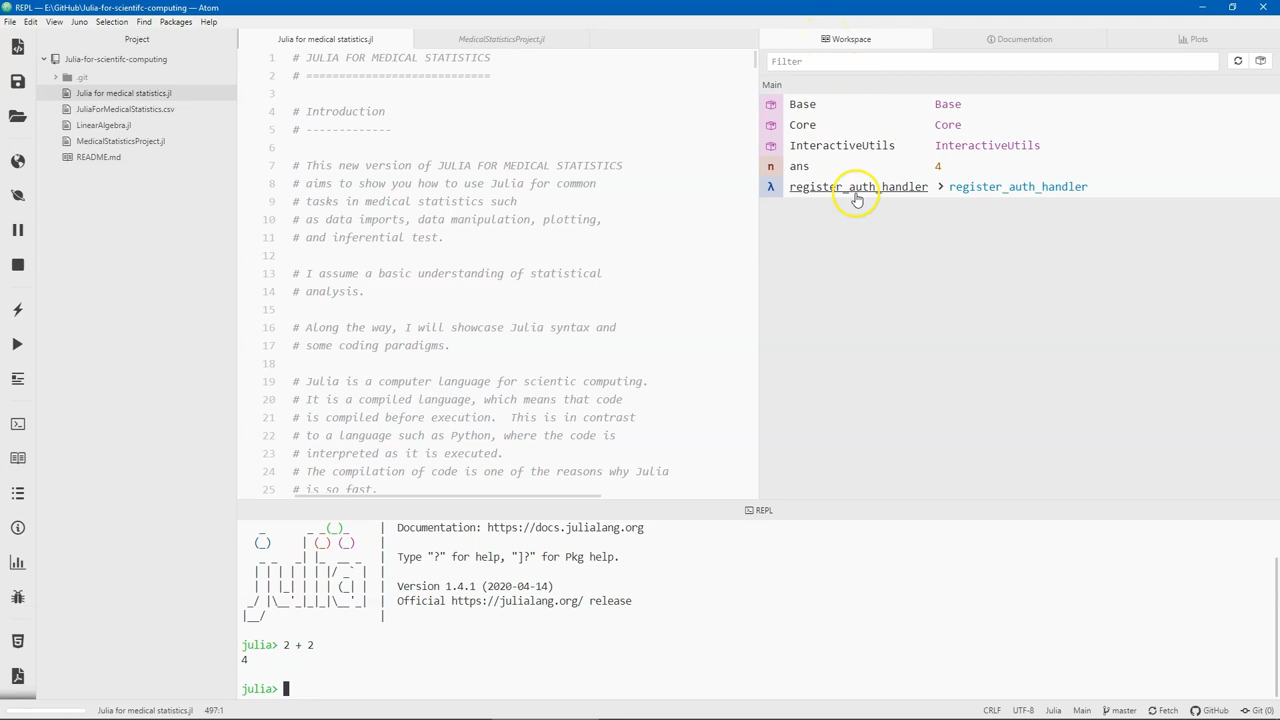 REPL — E:\GitHub\Julia-for-scientifc-computing — Atom
File Edit View Juno Selection Find Packages Help
Project
Julia-for-scientifc-computing
.git
Julia for medical statistics.jl
JuliaForMedicalStatistics.csv
LinearAlgebra.jl
MedicalStatisticsProject.jl
README.md
Julia for medical statistics.jl MedicalStatisticsProject.jl
1 # JULIA FOR MEDICAL STATISTICS
2 # ============================
3
4 # Introduction
5 # -------------
6
7 # This new version of JULIA FOR MEDICAL STATISTICS
8 # aims to show you how to use Julia for common
9 # tasks in medical statistics such
10 # as data imports, data manipulation, plotting,
11 # and inferential test.
12
13 # I assume a basic understanding of statistical
14 # analysis.
15
16 # Along the way, I will showcase Julia syntax and
17 # some coding paradigms.
18
19 # Julia is a computer language for scientic computing.
20 # It is a compiled language, which means that code
21 # is compiled before execution.  This is in contrast
22 # to a language such as Python, where the code is
23 # interpreted as it is executed.
24 # The compilation of code is one of the reasons why Julia
25 # is so fast.
Workspace Documentation Plots
Filter
Main
Base Base
Core Core
InteractiveUtils InteractiveUtils
n ans 4
λ register_auth_handler > register_auth_handler
REPL
| Documentation: https://docs.julialang.org
| Type "?" for help, "]?" for Pkg help.
| Version 1.4.1 (2020-04-14)
| Official https://julialang.org/ release
julia> 2 + 2
4
julia>
Julia for medical statistics.jl 497:1 CRLF UTF-8 Julia Main master Fetch GitHub Git (0)